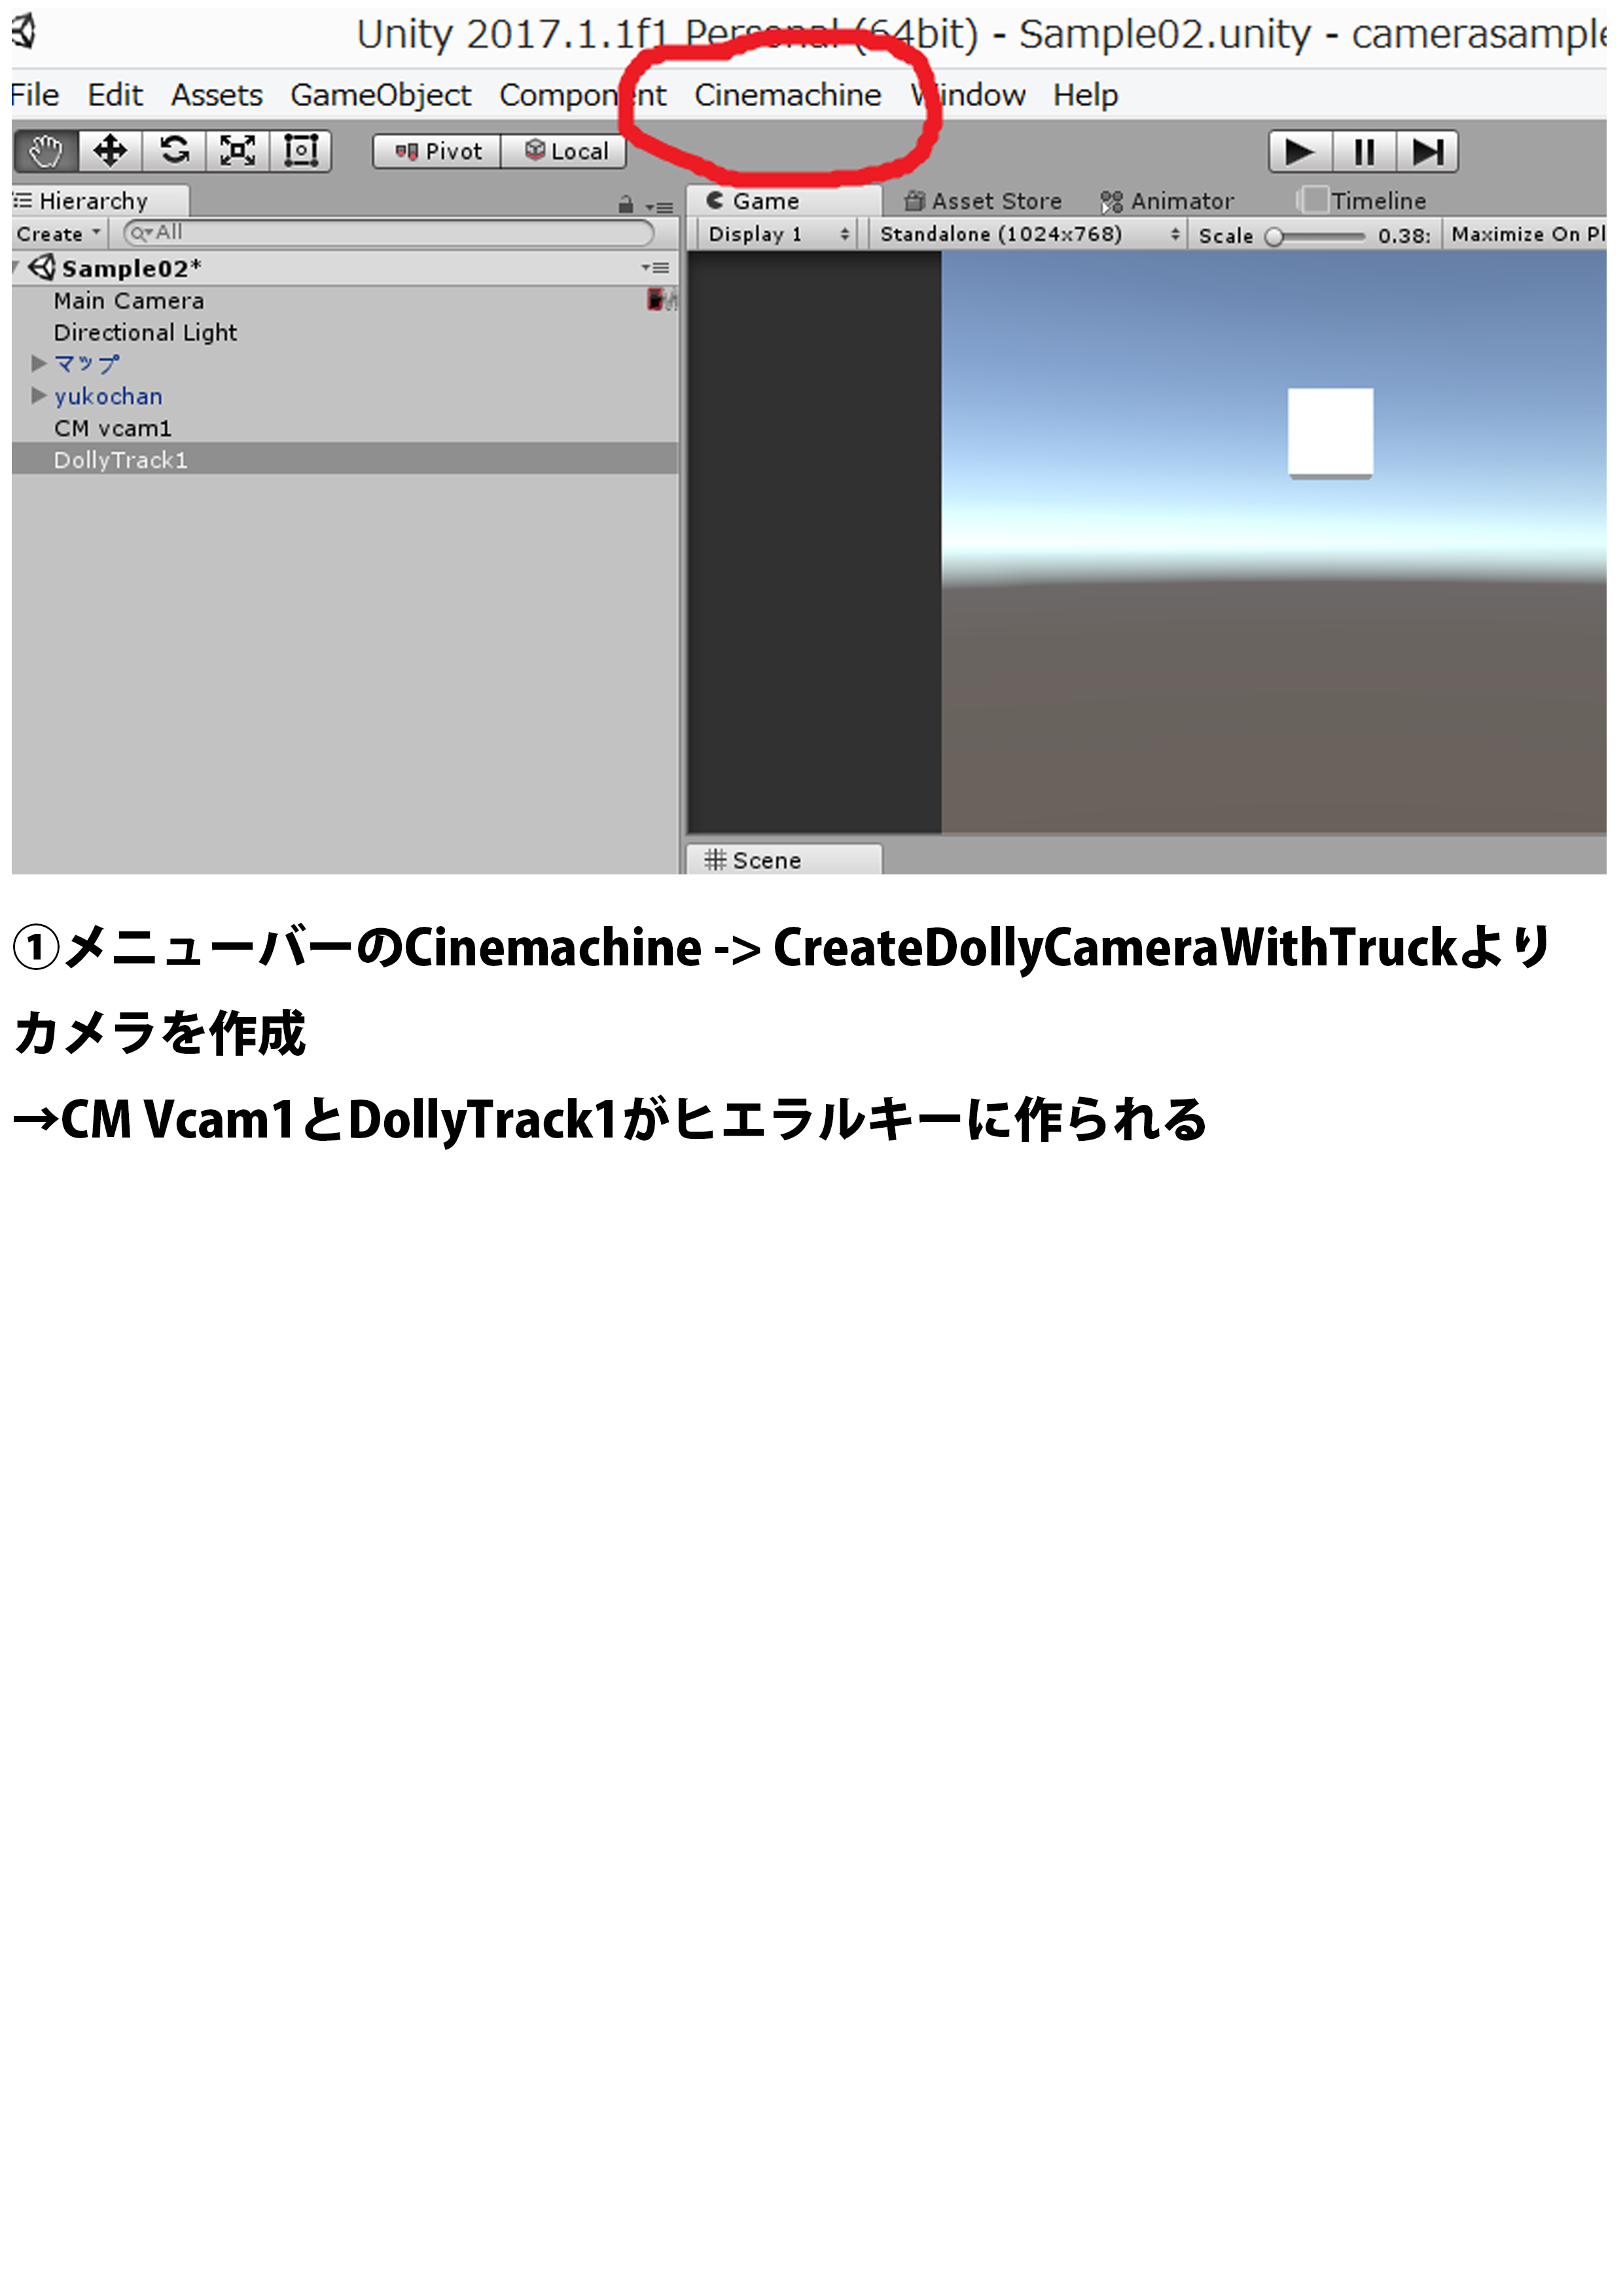 Unity 2017.1.1f1 Personal (64bit) - Sample02.unity - camerasample
File Edit Assets GameObject Component Cinemachine Window Help
Pivot Local
Hierarchy
Game Asset Store Animator Timeline
Create All
Display 1 Standalone (1024x768) Scale 0.38: Maximize On Pl
Sample02*
Main Camera
Directional Light
マップ
yukochan
CM vcam1
DollyTrack1
Scene
①メニューバーのCinemachine -> CreateDollyCameraWithTruckより
カメラを作成
→CM Vcam1とDollyTrack1がヒエラルキーに作られる